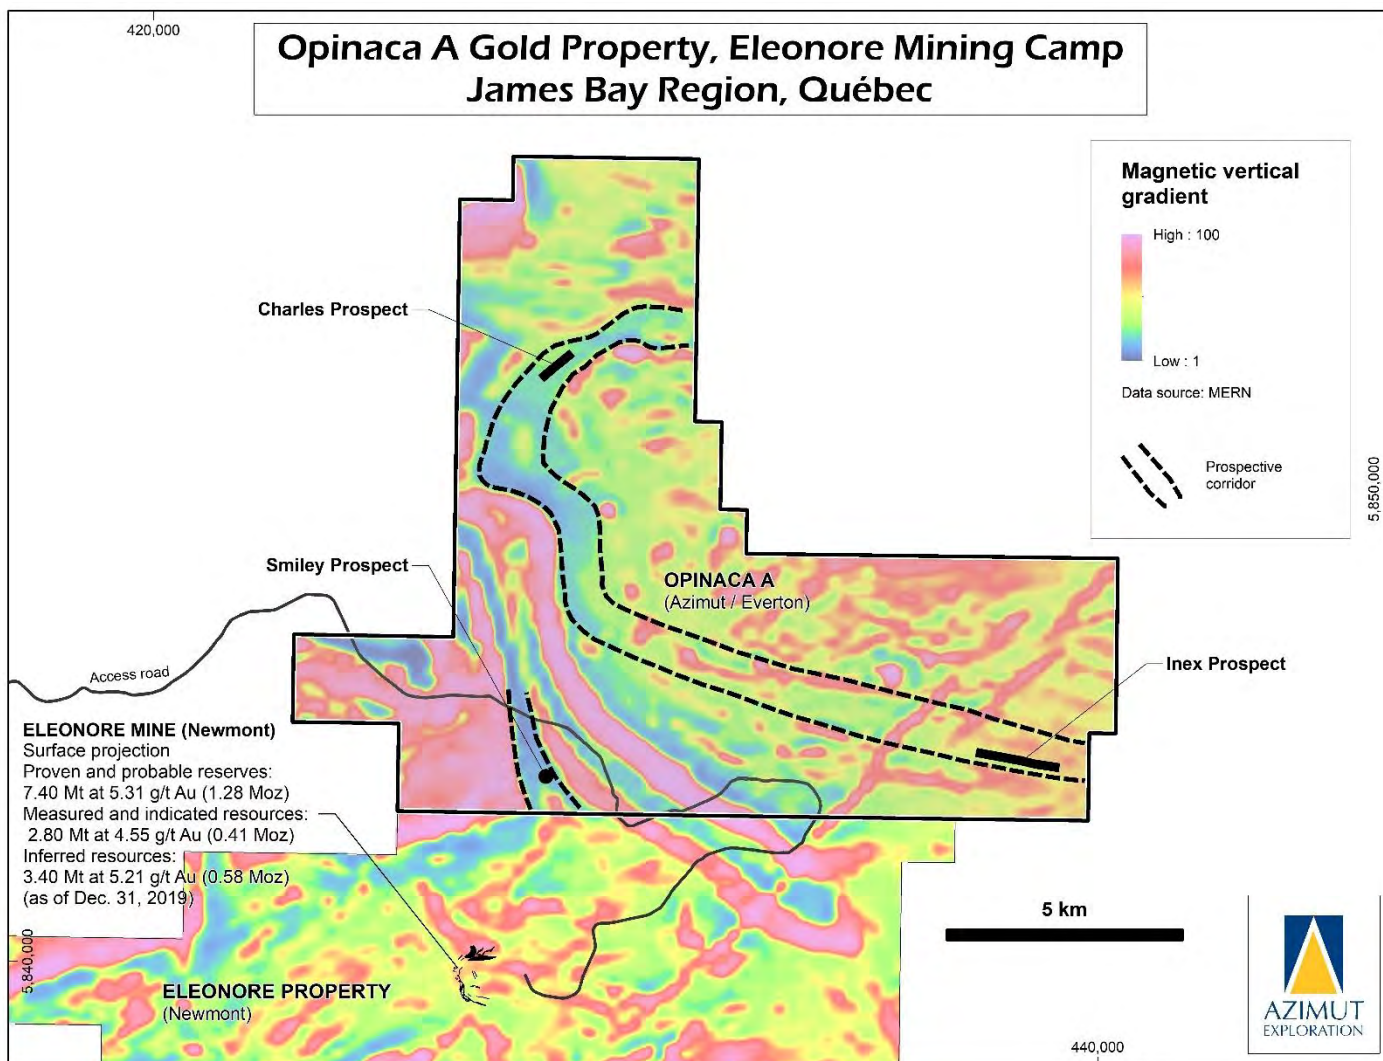 420,000
Opinaca A Gold Property, Eleonore Mining Camp
James Bay Region, Québec
Magnetic vertical
gradient
High : 100
Low : 1
Data source: MERN
Prospective
corridor
5,850,000
Charles Prospect
Smiley Prospect
OPINACA A
(Azimut / Everton)
Inex Prospect
Access road
ELEONORE MINE (Newmont)
Surface projection
Proven and probable reserves:
7.40 Mt at 5.31 g/t Au (1.28 Moz)
Measured and indicated resources:
2.80 Mt at 4.55 g/t Au (0.41 Moz)
Inferred resources:
3.40 Mt at 5.21 g/t Au (0.58 Moz)
(as of Dec. 31, 2019)
5 km
5,840,000
ELEONORE PROPERTY
(Newmont)
AZIMUT
EXPLORATION
440,000